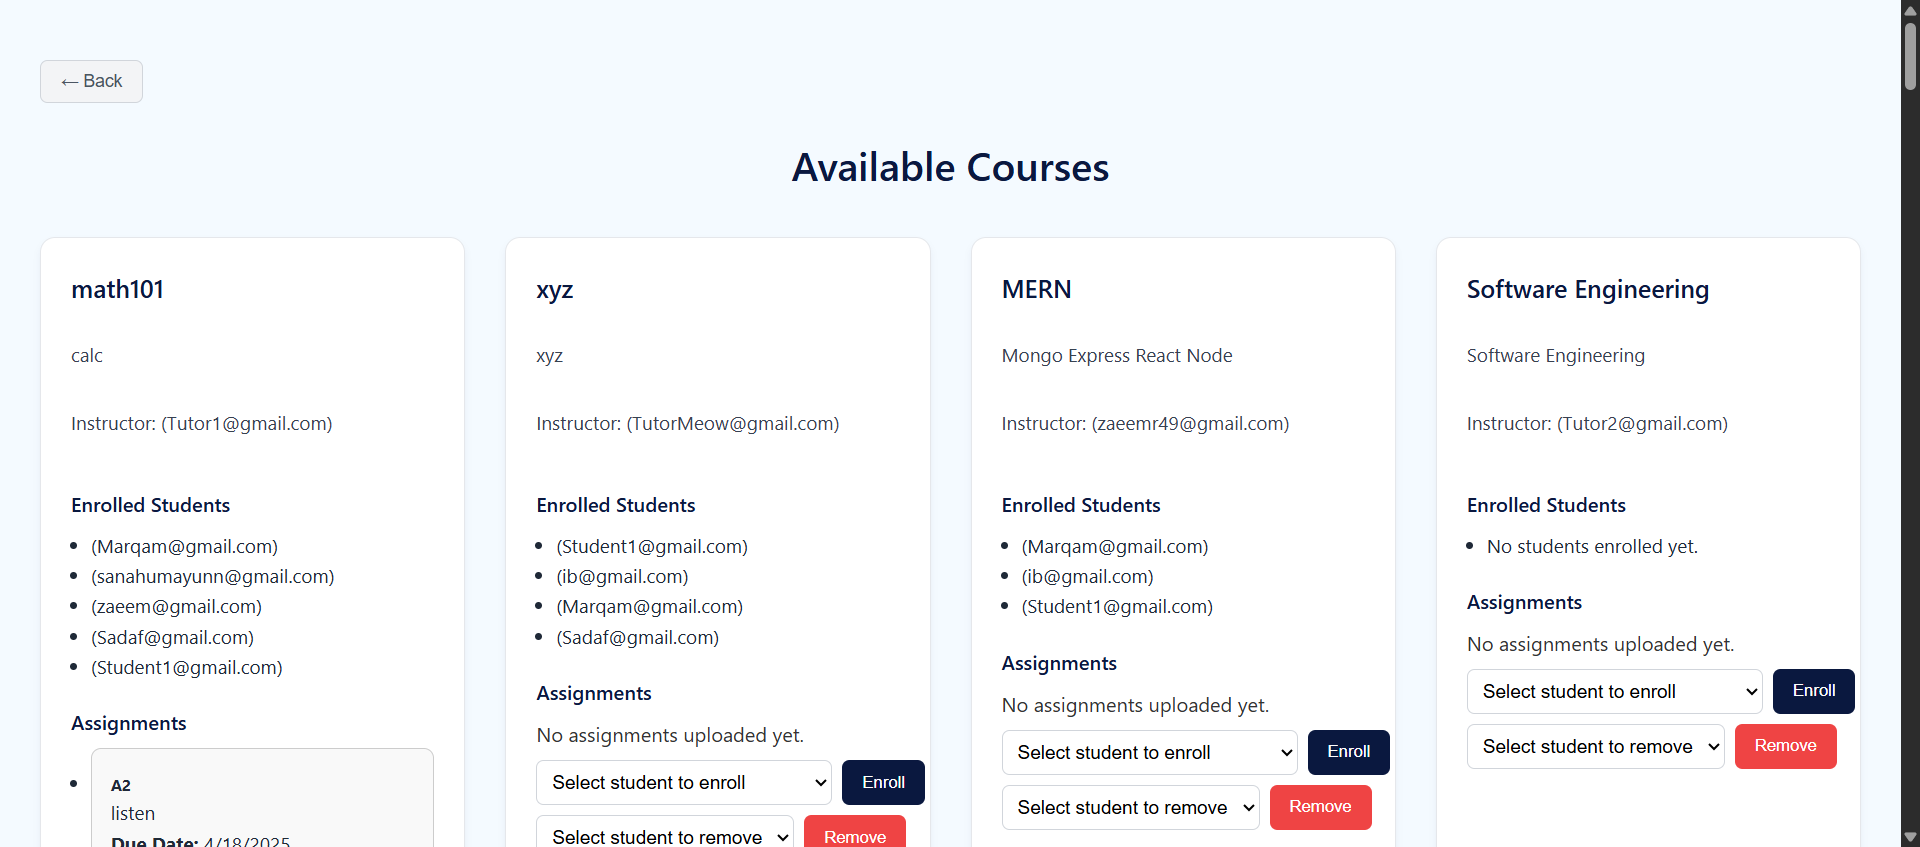 ← Back
Available Courses
math101
calc
Instructor: (Tutor1@gmail.com)
Enrolled Students
(Marqam@gmail.com)
(sanahumayunn@gmail.com)
(zaeem@gmail.com)
(Sadaf@gmail.com)
(Student1@gmail.com)
Assignments
A2
listen
Due Date: 4/18/2025
xyz
xyz
Instructor: (TutorMeow@gmail.com)
Enrolled Students
(Student1@gmail.com)
(ib@gmail.com)
(Marqam@gmail.com)
(Sadaf@gmail.com)
Assignments
No assignments uploaded yet.
Select student to enroll Enroll
Select student to remove Remove
MERN
Mongo Express React Node
Instructor: (zaeemr49@gmail.com)
Enrolled Students
(Marqam@gmail.com)
(ib@gmail.com)
(Student1@gmail.com)
Assignments
No assignments uploaded yet.
Select student to enroll Enroll
Select student to remove Remove
Software Engineering
Software Engineering
Instructor: (Tutor2@gmail.com)
Enrolled Students
No students enrolled yet.
Assignments
No assignments uploaded yet.
Select student to enroll Enroll
Select student to remove Remove